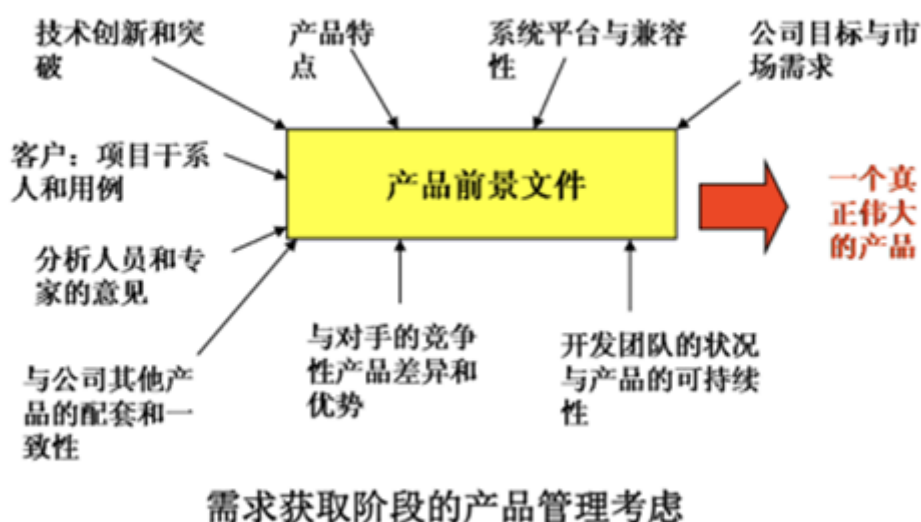 技术创新和突
破
产品特
点
系统平台与兼容
性
公司目标与市
场需求
客户：项目干系
人和用例
产品前景文件
一个真
正伟大
的产品
分析人员和专
家的意见
与公司其他产
品的配套和一
致性
与对手的竞争
性产品差异和
优势
开发团队的状况
与产品的可持续
性
需求获取阶段的产品管理考虑